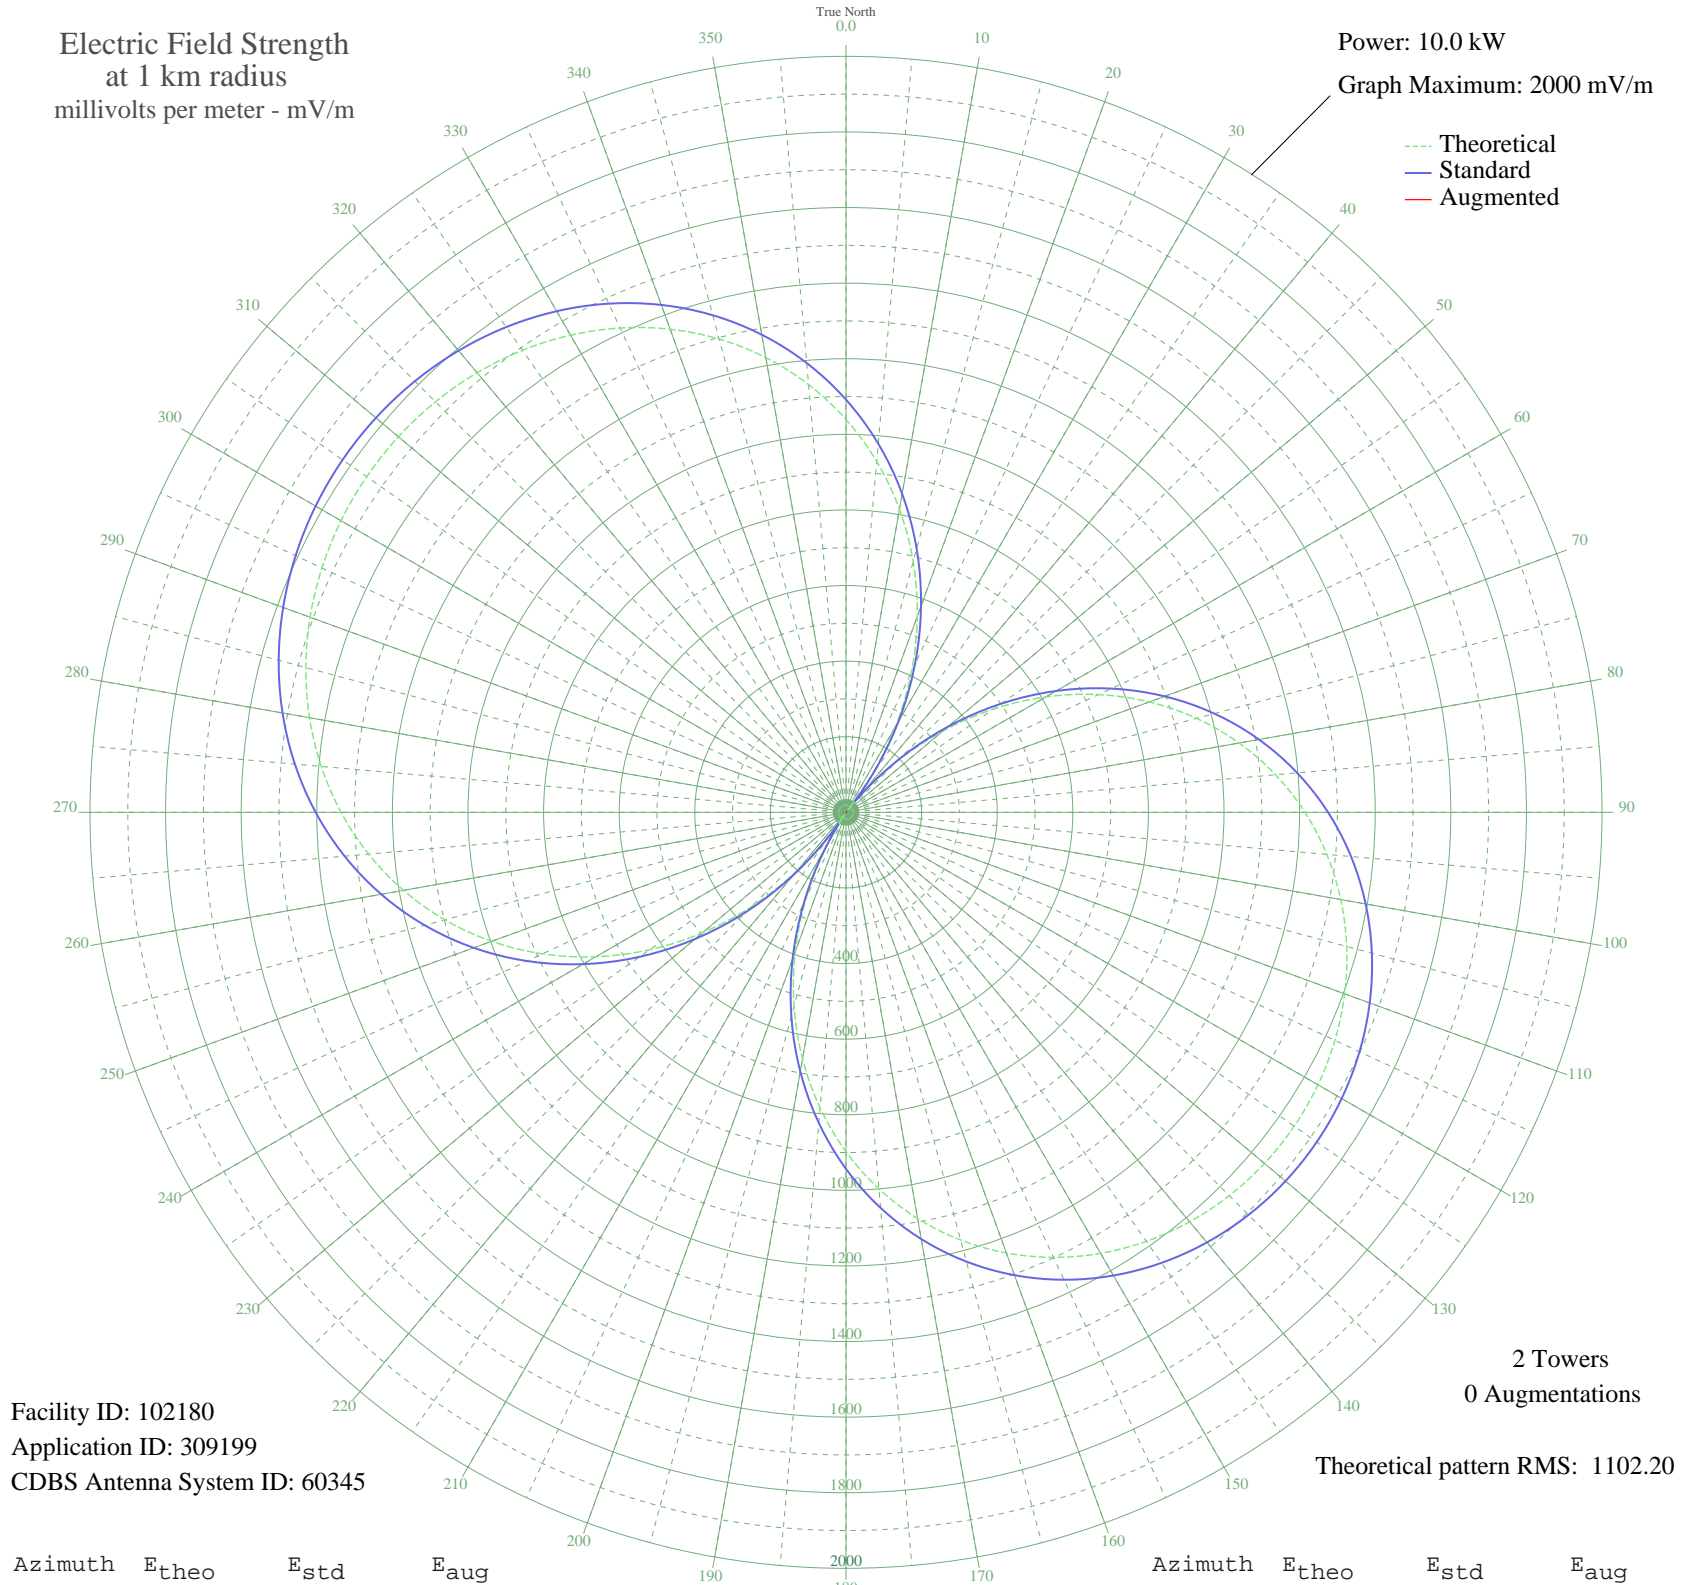 True North
Electric Field Strength
at 1 km radius
millivolts per meter - mV/m
Power: 10.0 kW
Graph Maximum: 2000 mV/m
Theoretical
Standard
Augmented
0.0
10
20
30
40
50
60
70
80
90
100
110
120
130
140
150
160
170
180
190
200
210
220
230
240
250
260
270
280
290
300
310
320
330
340
350
400
600
800
1000
1200
1400
1600
1800
2000
2 Towers
0 Augmentations
Theoretical pattern RMS: 1102.20
Facility ID: 102180
Application ID: 309199
CDBS Antenna System ID: 60345
Azimuth Etheo Estd Eaug Azimuth Etheo Estd Eaug